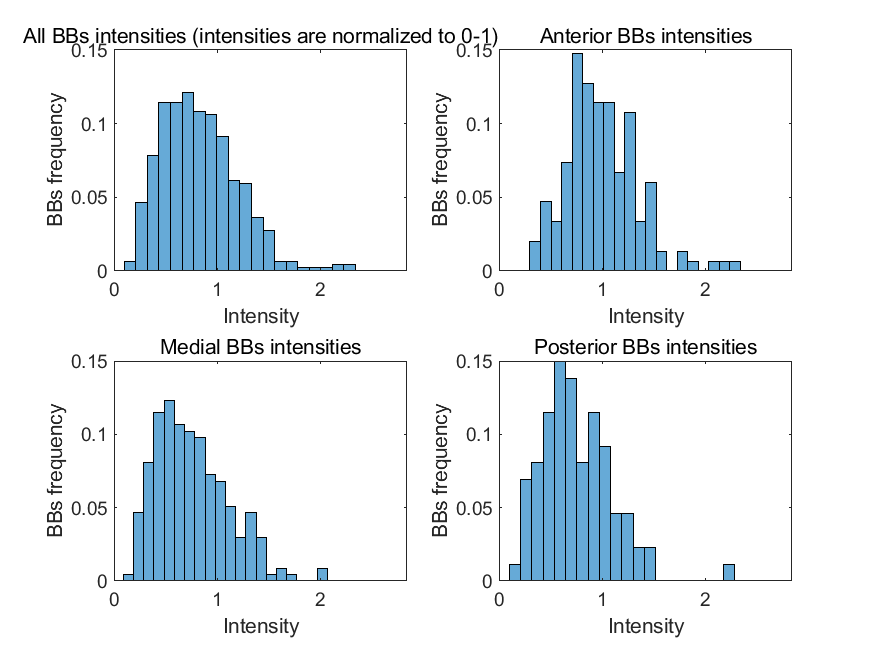 All BBs intensities (intensities are normalized to 0-1)
0.15
0.1
0.05
0
BBs frequency
0 1 2
Intensity
Anterior BBs intensities
0.15
0.1
0.05
0
BBs frequency
0 1 2
Intensity
Medial BBs intensities
0.15
0.1
0.05
0
BBs frequency
0 1 2
Intensity
Posterior BBs intensities
0.15
0.1
0.05
0
BBs frequency
0 1 2
Intensity